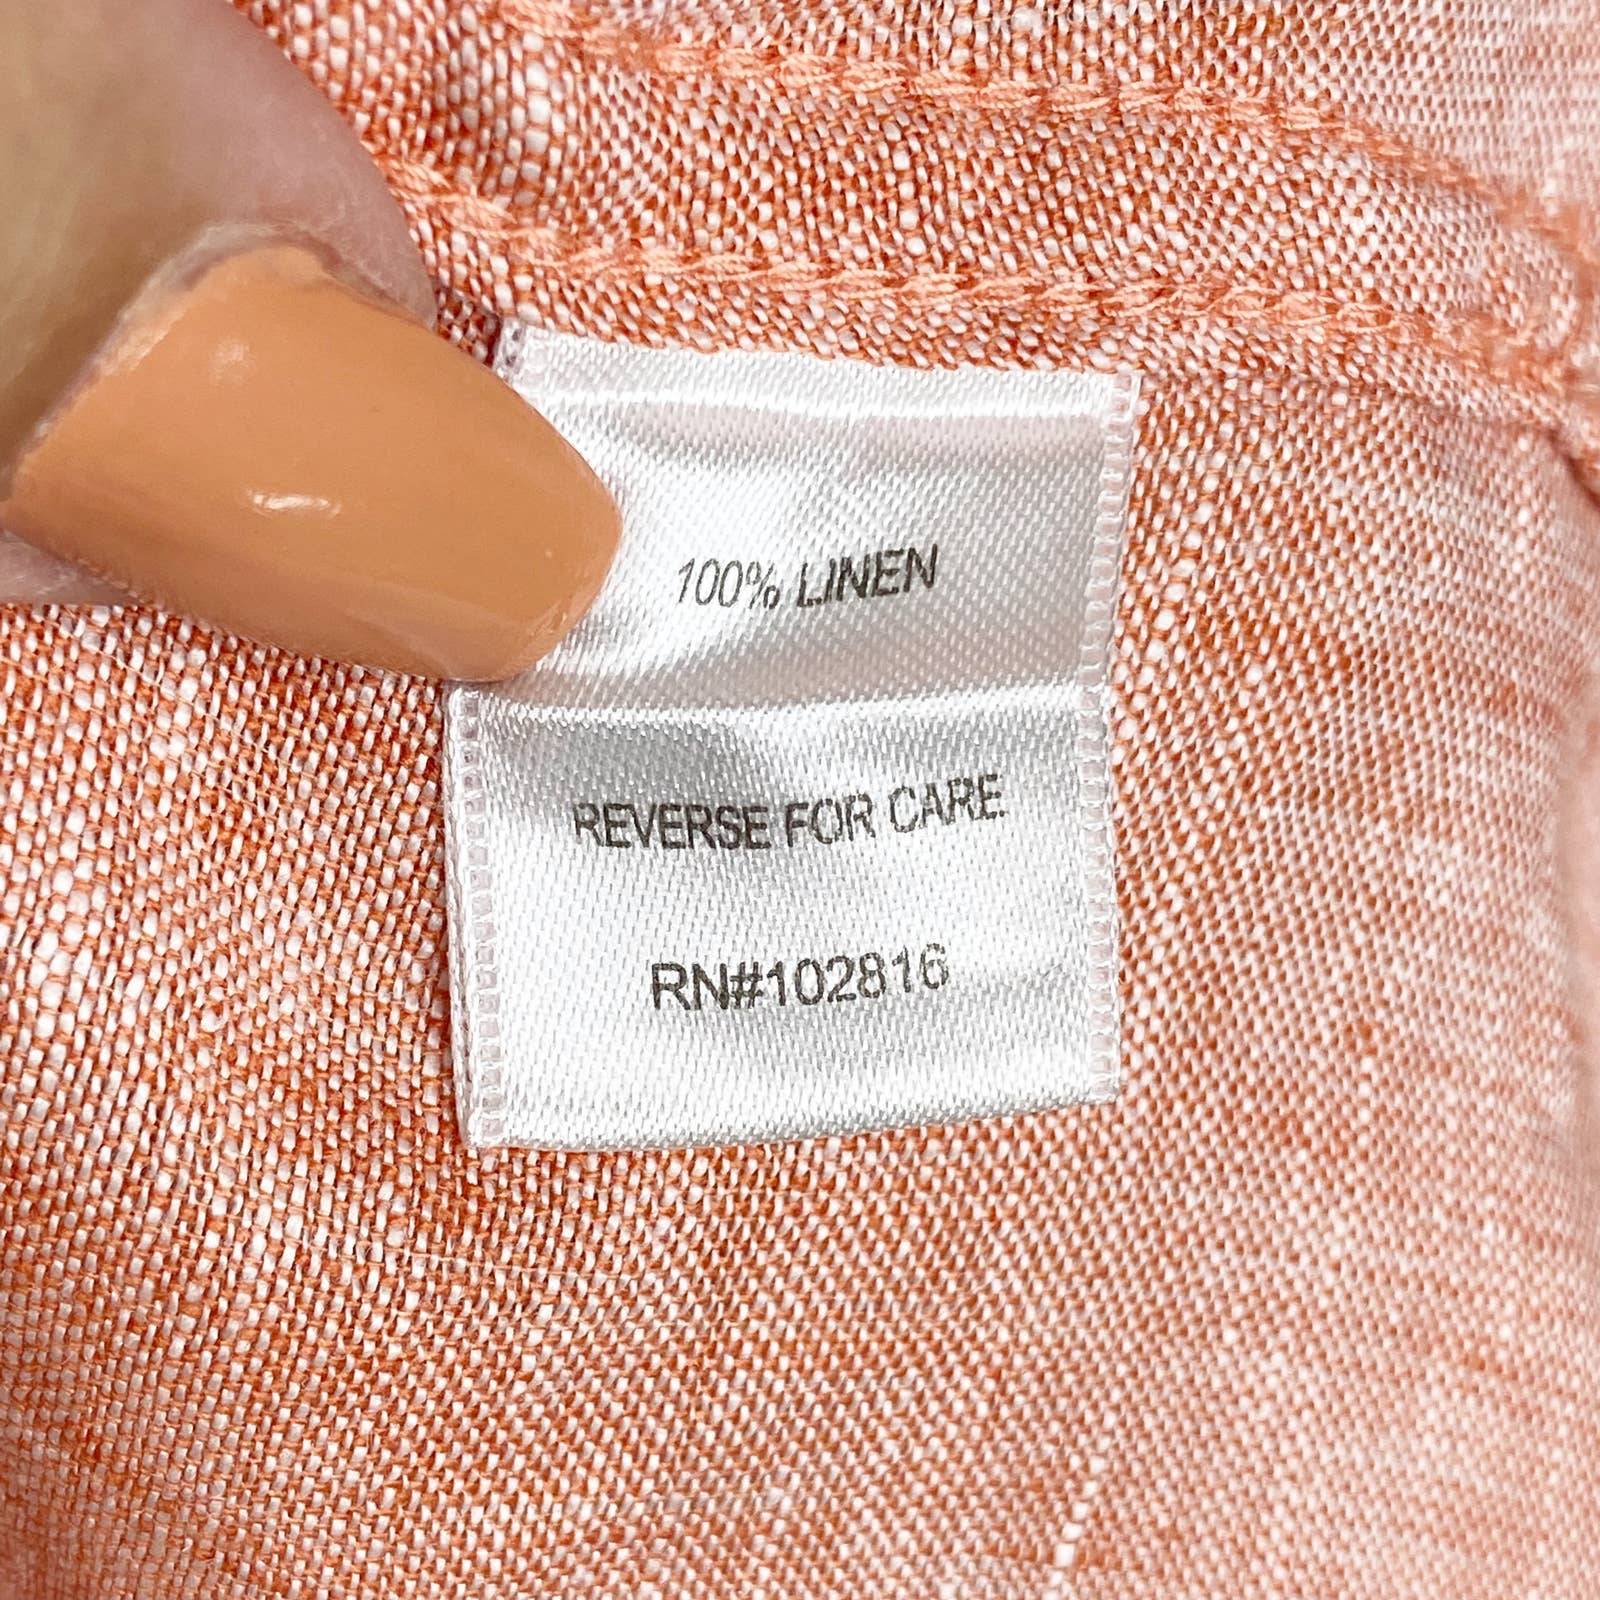 100% LINEN
REVERSE FOR CARE.
RN#102816